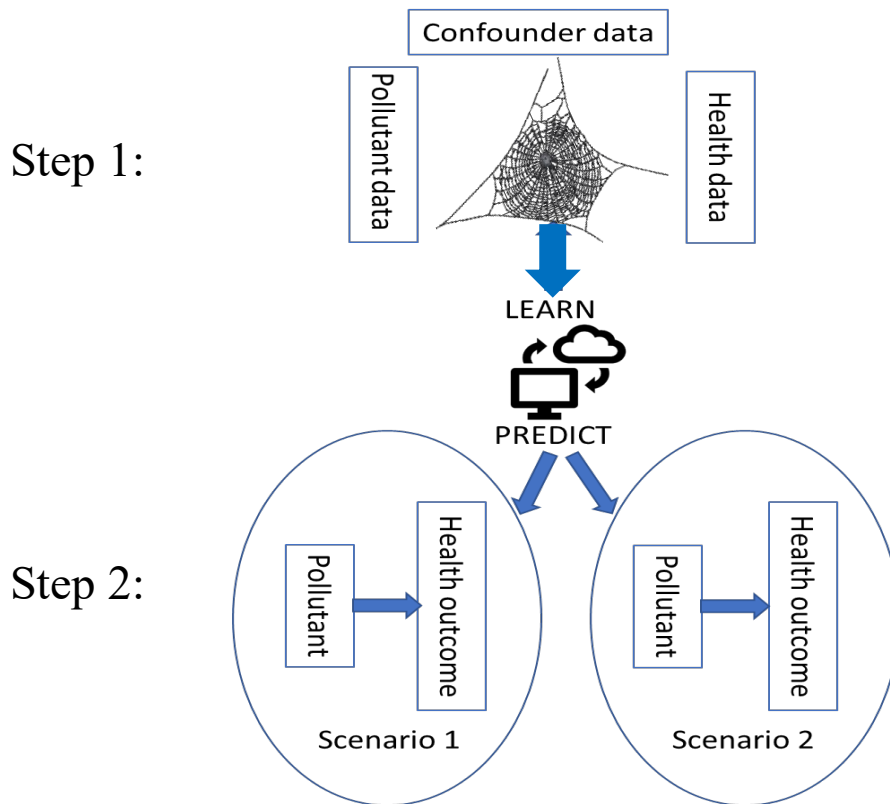 Confounder data
Pollutant data
Health data
Step 1:
LEARN
PREDICT
Step 2:
Pollutant
Health outcome
Scenario 1
Pollutant
Health outcome
Scenario 2